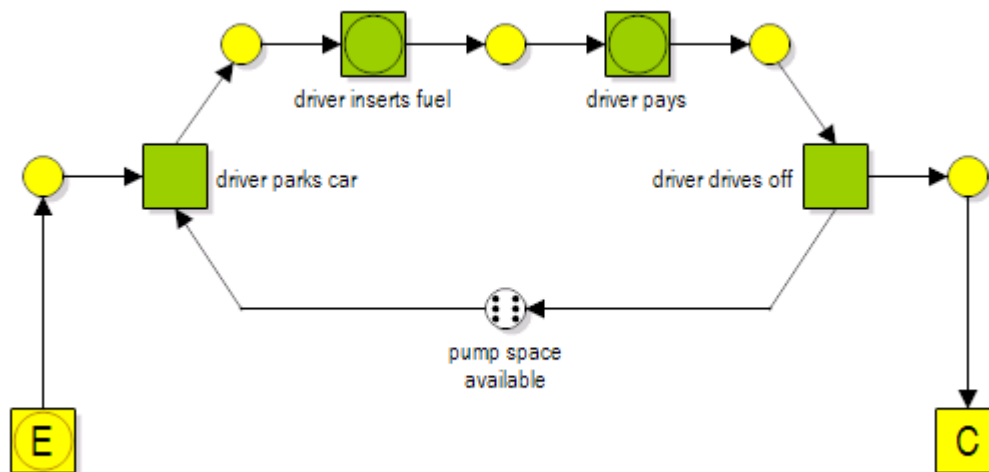 driver inserts fuel
driver pays
driver parks car
driver drives off
pump space
available
E
C